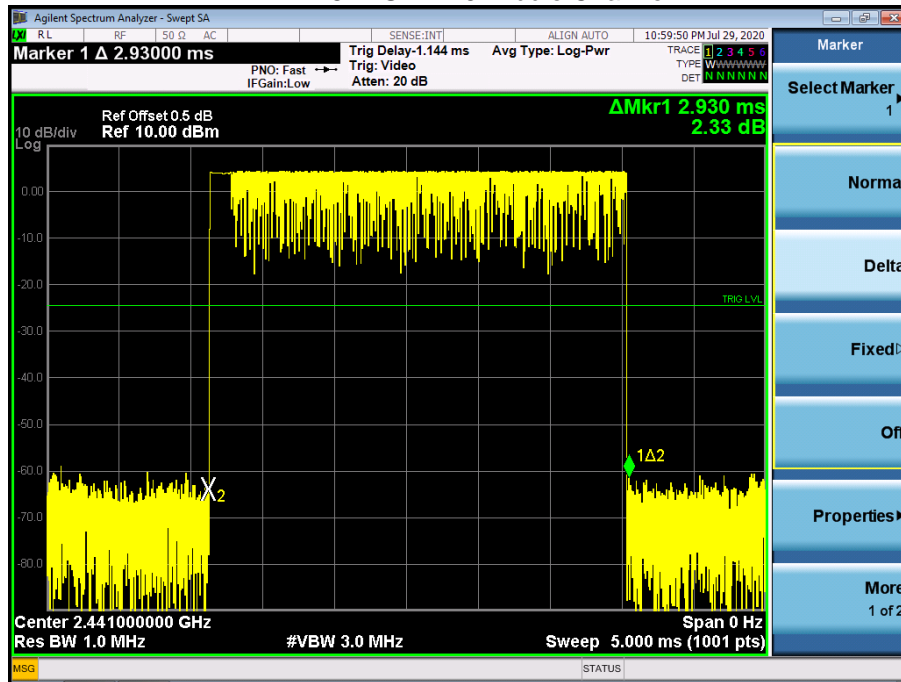 Agilent Spectrum Analyzer - Swept SA
LXI RL RF 50 Ω AC SENSE:INT ALIGN AUTO 10:59:50 PM Jul 29, 2020
Marker 1 Δ 2.93000 ms
PNO: Fast
IFGain:Low
Trig Delay-1.144 ms
Trig: Video
Atten: 20 dB
Avg Type: Log-Pwr
TRACE 1 2 3 4 5 6
TYPE WWWWWWW
DET N N N N N N
Ref Offset 0.5 dB
Ref 10.00 dBm
10 dB/div
Log
ΔMkr1 2.930 ms
2.33 dB
0.00
-10.0
-20.0
TRIG LVL
-30.0
-40.0
-50.0
1Δ2
-60.0
X2
-70.0
-80.0
Center 2.441000000 GHz
Span 0 Hz
Res BW 1.0 MHz
#VBW 3.0 MHz
Sweep 5.000 ms (1001 pts)
MSG
STATUS
Marker
Select Marker
1
Norma
Delta
Fixed
Off
Properties
More
1 of 2